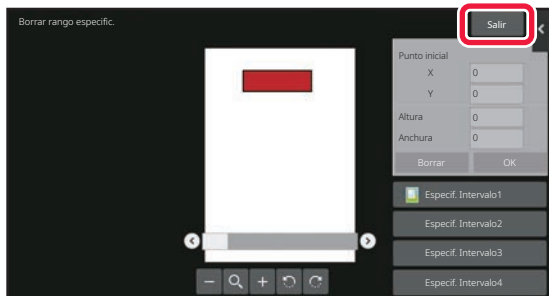 Borrar rango especific.
Salir
Punto inicial
X 0
Y 0
Altura 0
Anchura 0
Borrar OK
Especif. Intervalo1
Especif. Intervalo2
Especif. Intervalo3
Especif. Intervalo4